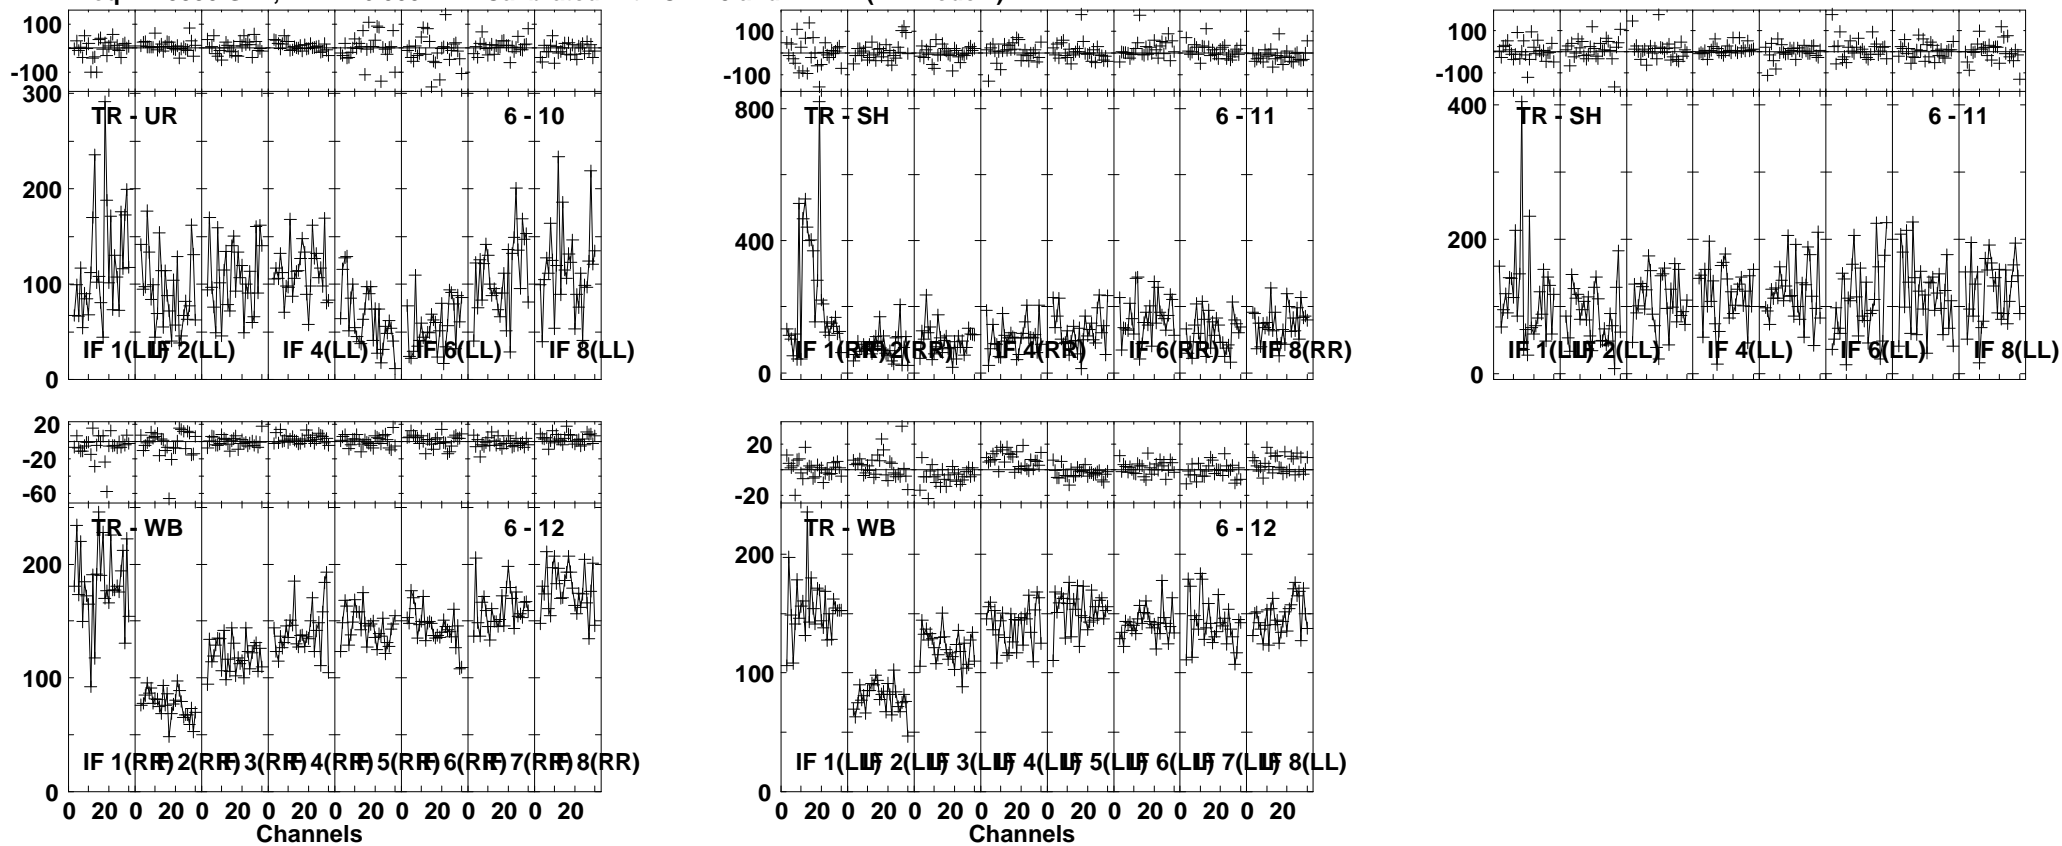 100
-100
300
TR - UR 6 - 10
200
100
IF 1(LL) IF 2(LL) IF 4(LL) IF 6(LL) IF 8(LL)
0
100
-100
800
TR - SH 6 - 11
400
IF 1(RR) IF 2(RR) IF 4(RR) IF 6(RR) IF 8(RR)
0
100
-100
400
TR - SH 6 - 11
200
IF 1(LL) IF 2(LL) IF 4(LL) IF 6(LL) IF 8(LL)
0
20
-20
-60
TR - WB 6 - 12
200
100
IF 1(RR) IF 2(RR) IF 3(RR) IF 4(RR) IF 5(RR) IF 6(RR) IF 7(RR) IF 8(RR)
0
0 20 0 20 0 20 0 20 0 20 0 20 0 20 0 20
Channels
20
-20
TR - WB 6 - 12
200
100
IF 1(LL) IF 2(LL) IF 3(LL) IF 4(LL) IF 5(LL) IF 6(LL) IF 7(LL) IF 8(LL)
0
0 20 0 20 0 20 0 20 0 20 0 20 0 20 0 20
Channels